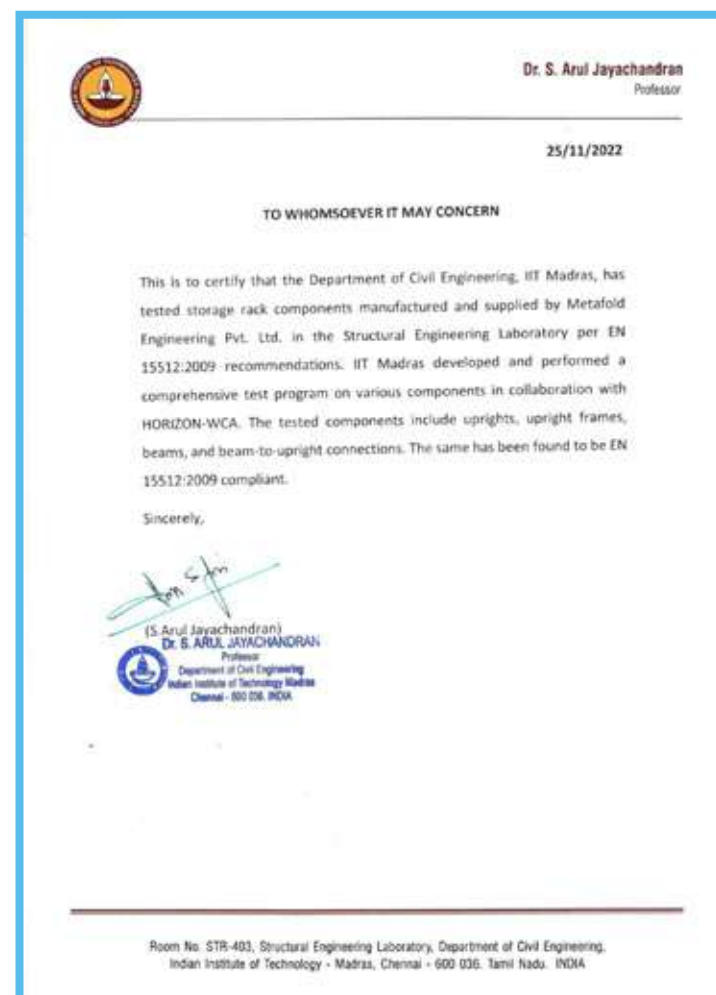 Dr. S. Arul Jayachandran
Professor
25/11/2022
TO WHOMSOEVER IT MAY CONCERN
This is to certify that the Department of Civil Engineering, IIT Madras, has
tested storage rack components manufactured and supplied by Metafold
Engineering Pvt. Ltd. in the Structural Engineering Laboratory per EN
15512:2009 recommendations. IIT Madras developed and performed a
comprehensive test program on various components in collaboration with
HORIZON-WCA. The tested components include uprights, upright frames,
beams, and beam-to-upright connections. The same has been found to be EN
15512:2009 compliant.
Sincerely,
(S.Arul Jayachandran)
Dr. S. ARUL JAYACHANDRAN
Professor
Department of Civil Engineering
Indian Institute of Technology Madras
Chennai - 600 036. INDIA
Room No. STR-403, Structural Engineering Laboratory, Department of Civil Engineering,
Indian Institute of Technology - Madras, Chennai - 600 036. Tamil Nadu. INDIA